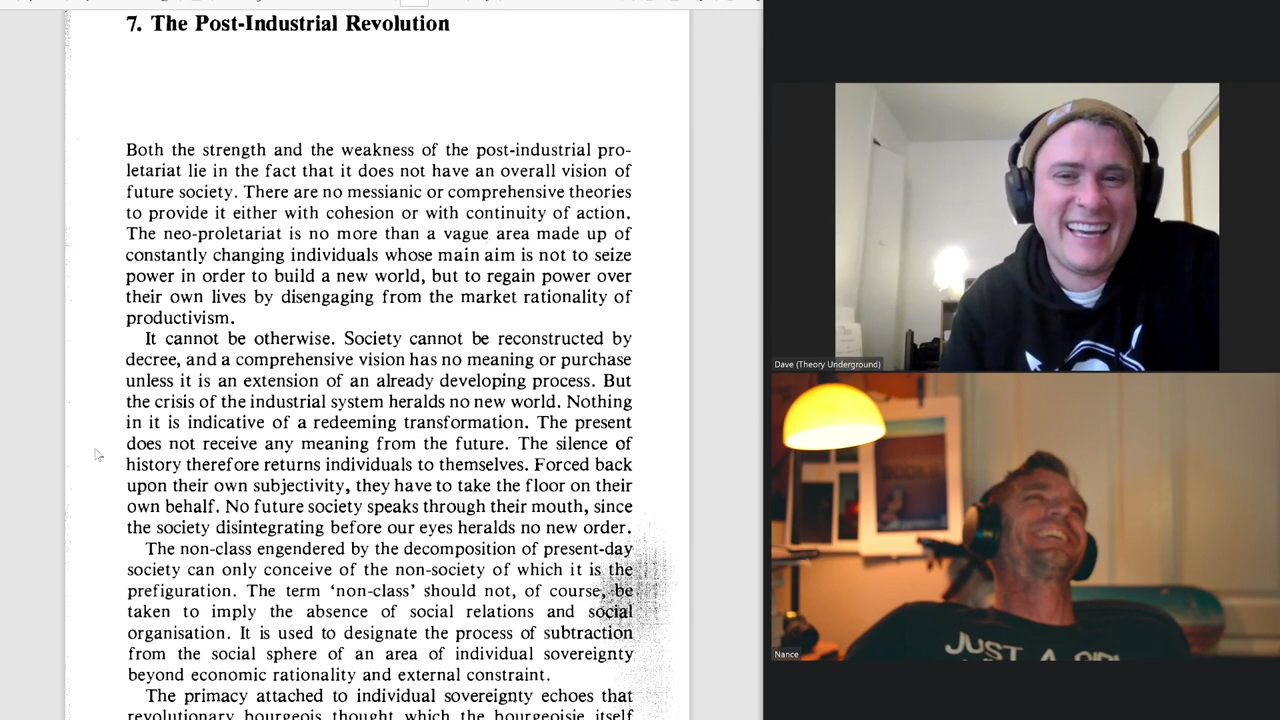 7. The Post-Industrial Revolution
Both the strength and the weakness of the post-industrial pro-
letariat lie in the fact that it does not have an overall vision of
future society. There are no messianic or comprehensive theories
to provide it either with cohesion or with continuity of action.
The neo-proletariat is no more than a vague area made up of
constantly changing individuals whose main aim is not to seize
power in order to build a new world, but to regain power over
their own lives by disengaging from the market rationality of
productivism.
It cannot be otherwise. Society cannot be reconstructed by
decree, and a comprehensive vision has no meaning or purchase
unless it is an extension of an already developing process. But
the crisis of the industrial system heralds no new world. Nothing
in it is indicative of a redeeming transformation. The present
does not receive any meaning from the future. The silence of
history therefore returns individuals to themselves. Forced back
upon their own subjectivity, they have to take the floor on their
own behalf. No future society speaks through their mouth, since
the society disintegrating before our eyes heralds no new order.
The non-class engendered by the decomposition of present-day
society can only conceive of the non-society of which it is the
prefiguration. The term ‘non-class’ should not, of course, be
taken to imply the absence of social relations and social
organisation. It is used to designate the process of subtraction
from the social sphere of an area of individual sovereignty
beyond economic rationality and external constraint.
The primacy attached to individual sovereignty echoes that
revolutionary bourgeois thought which the bourgeoisie itself
Dave (Theory Underground)
JUST A
Nance